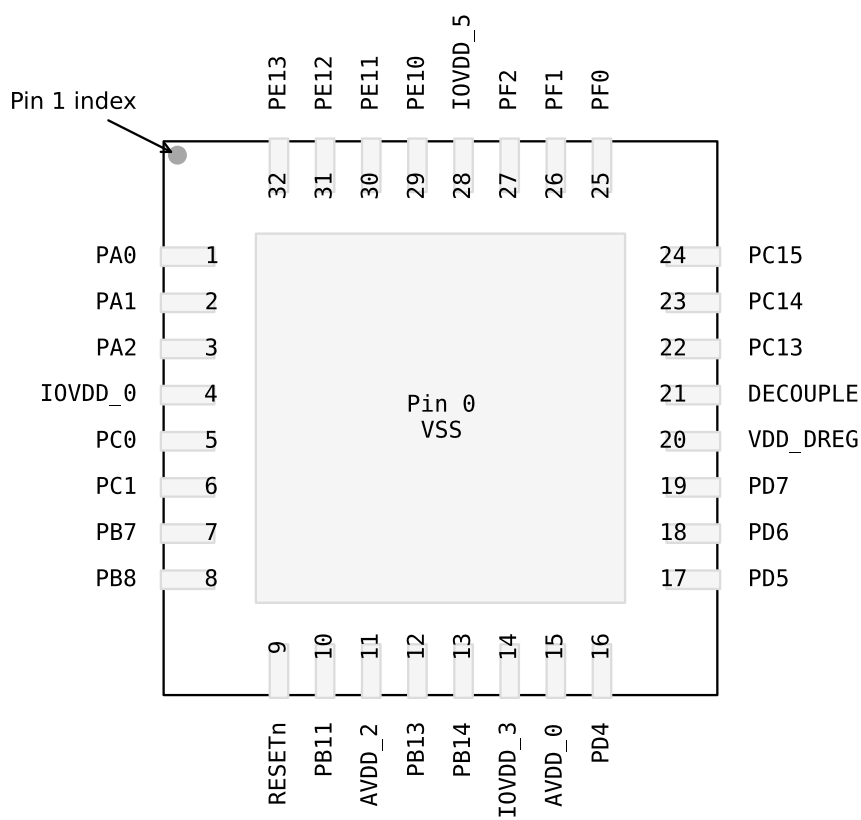 PE13 PE12 PE11 PE10 IOVDD_5 PF2 PF1 PF0
Pin 1 index
32 31 30 29 28 27 26 25
PA0 1 24 PC15
PA1 2 23 PC14
PA2 3 22 PC13
IOVDD_0 4 21 DECOUPLE
Pin 0
VSS
PC0 5 20 VDD_DREG
PC1 6 19 PD7
PB7 7 18 PD6
PB8 8 17 PD5
9 10 11 12 13 14 15 16
RESETn PB11 AVDD_2 PB13 PB14 IOVDD_3 AVDD_0 PD4